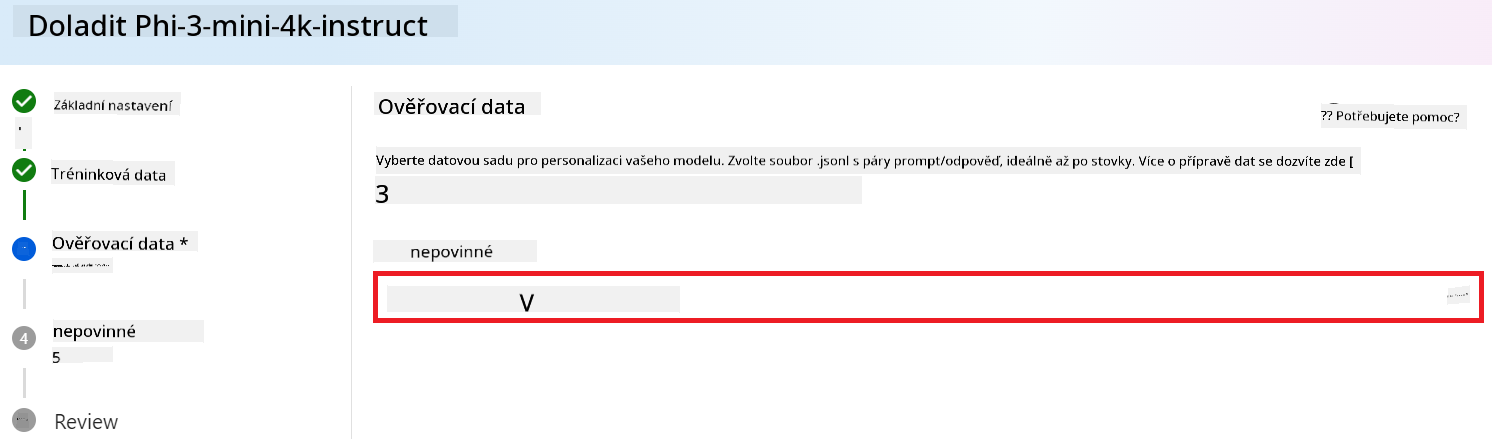 Doladit Phi-3-mini-4k-instruct
Základní nastavení
Tréninková data
Ověřovací data *
4
nepovinné
5
Review
Ověřovací data
?? Potřebujete pomoc?
Vyberte datovou sadu pro personalizaci vašeho modelu. Zvolte soubor .jsonl s páry prompt/odpověď, ideálně až po stovky. Více o přípravě dat se dozvíte zde [
3
nepovinné
V